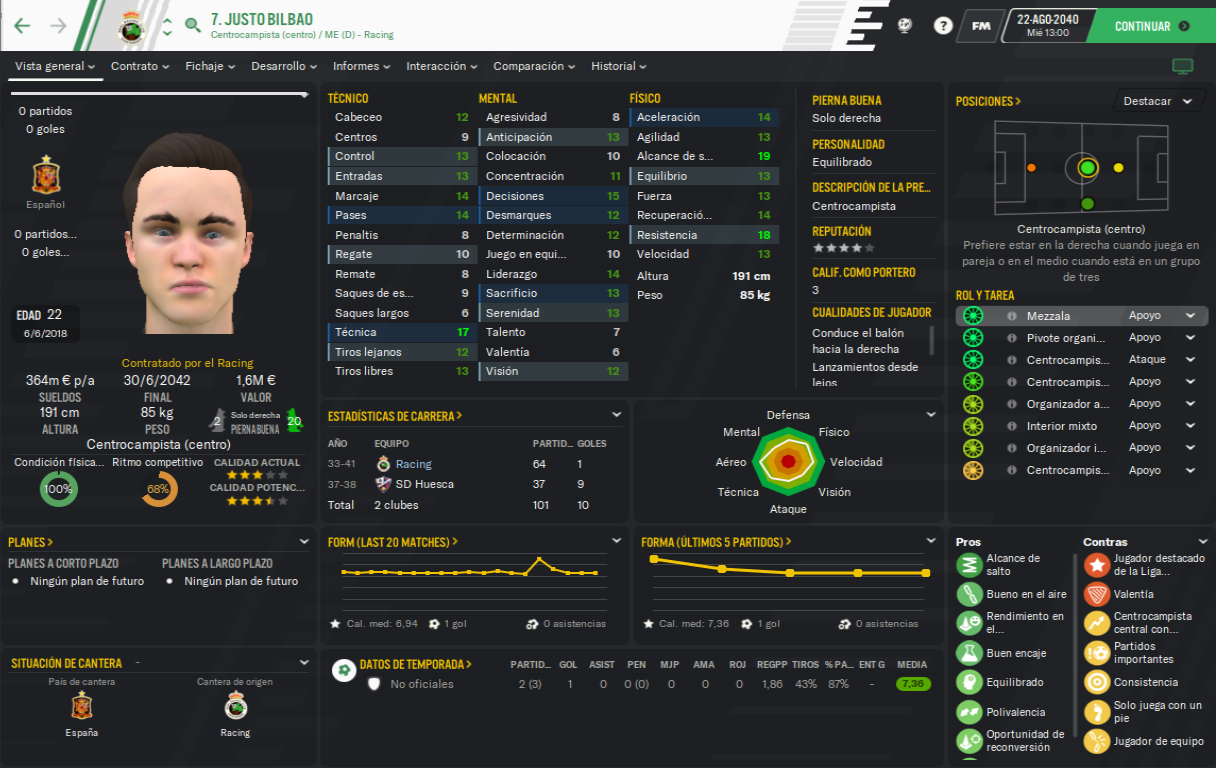 7. JUSTO BILBAO
Centrocampista (centro) / ME (D) - Racing
?
FM
22-AGO-2040
Mié 13:00
CONTINUAR
Vista general
Contrato
Fichaje
Desarrollo
Informes
Interacción
Comparación
Historial
0 partidos
0 goles
Español
0 partidos...
0 goles...
EDAD 22
6/6/2018
Contratado por el Racing
364m € p/a
SUELDOS
30/6/2042
FINAL
1,6M €
VALOR
191 cm
ALTURA
85 kg
PESO
2
Solo derecha
PIERNA BUENA
20
Centrocampista (centro)
Condición física...
100%
Ritmo competitivo
68%
CALIDAD ACTUAL
CALIDAD POTENC...
TÉCNICO
Cabeceo 12
Centros 9
Control 13
Entradas 13
Marcaje 14
Pases 14
Penaltis 8
Regate 10
Remate 8
Saques de es... 9
Saques largos 6
Técnica 17
Tiros lejanos 12
Tiros libres 13
MENTAL
Agresividad 8
Anticipación 13
Colocación 10
Concentración 11
Decisiones 15
Desmarques 12
Determinación 12
Juego en equi... 10
Liderazgo 14
Sacrificio 13
Serenidad 13
Talento 7
Valentía 6
Visión 12
FÍSICO
Aceleración 14
Agilidad 13
Alcance de s... 19
Equilibrio 13
Fuerza 13
Recuperació... 14
Resistencia 18
Velocidad 13
Altura 191 cm
Peso 85 kg
PIERNA BUENA
Solo derecha
PERSONALIDAD
Equilibrado
DESCRIPCIÓN DE LA PRE...
Centrocampista
REPUTACIÓN
CALIF. COMO PORTERO
3
CUALIDADES DE JUGADOR
Conduce el balón
hacia la derecha
Lanzamientos desde
lejos
POSICIONES >
Destacar
Centrocampista (centro)
Prefiere estar en la derecha cuando juega en
pareja o en el medio cuando está en un grupo
de tres
ROL Y TAREA
Mezzala Apoyo
Pivote organi... Apoyo
Centrocampis... Ataque
Centrocampis... Apoyo
Organizador a... Apoyo
Interior mixto Apoyo
Organizador i... Apoyo
Centrocampis... Apoyo
ESTADÍSTICAS DE CARRERA >
AÑO EQUIPO PARTID... GOLES
33-41 Racing 64 1
37-38 SD Huesca 37 9
Total 2 clubes 101 10
Defensa
Mental
Físico
Aéreo
Velocidad
Técnica
Visión
Ataque
PLANES >
PLANES A CORTO PLAZO
Ningún plan de futuro
PLANES A LARGO PLAZO
Ningún plan de futuro
FORM (LAST 20 MATCHES) >
Cal. med: 6,94
1 gol
0 asistencias
FORMA (ÚLTIMOS 5 PARTIDOS) >
Cal. med: 7,36
1 gol
0 asistencias
Pros
Alcance de
salto
Bueno en el aire
Rendimiento en
el...
Buen encaje
Equilibrado
Polivalencia
Oportunidad de
reconversión
Contras
Jugador destacado
de la Liga...
Valentía
Centrocampista
central con...
Partidos
importantes
Consistencia
Solo juega con un
pie
Jugador de equipo
SITUACIÓN DE CANTERA -
País de cantera
España
Cantera de origen
Racing
DATOS DE TEMPORADA >
PARTID... GOL ASIST PEN MJP AMA ROJ REGPP TIROS % PA... ENT G MEDIA
No oficiales 2 (3) 1 0 0 (0) 0 0 0 1,86 43% 87% - 7,36